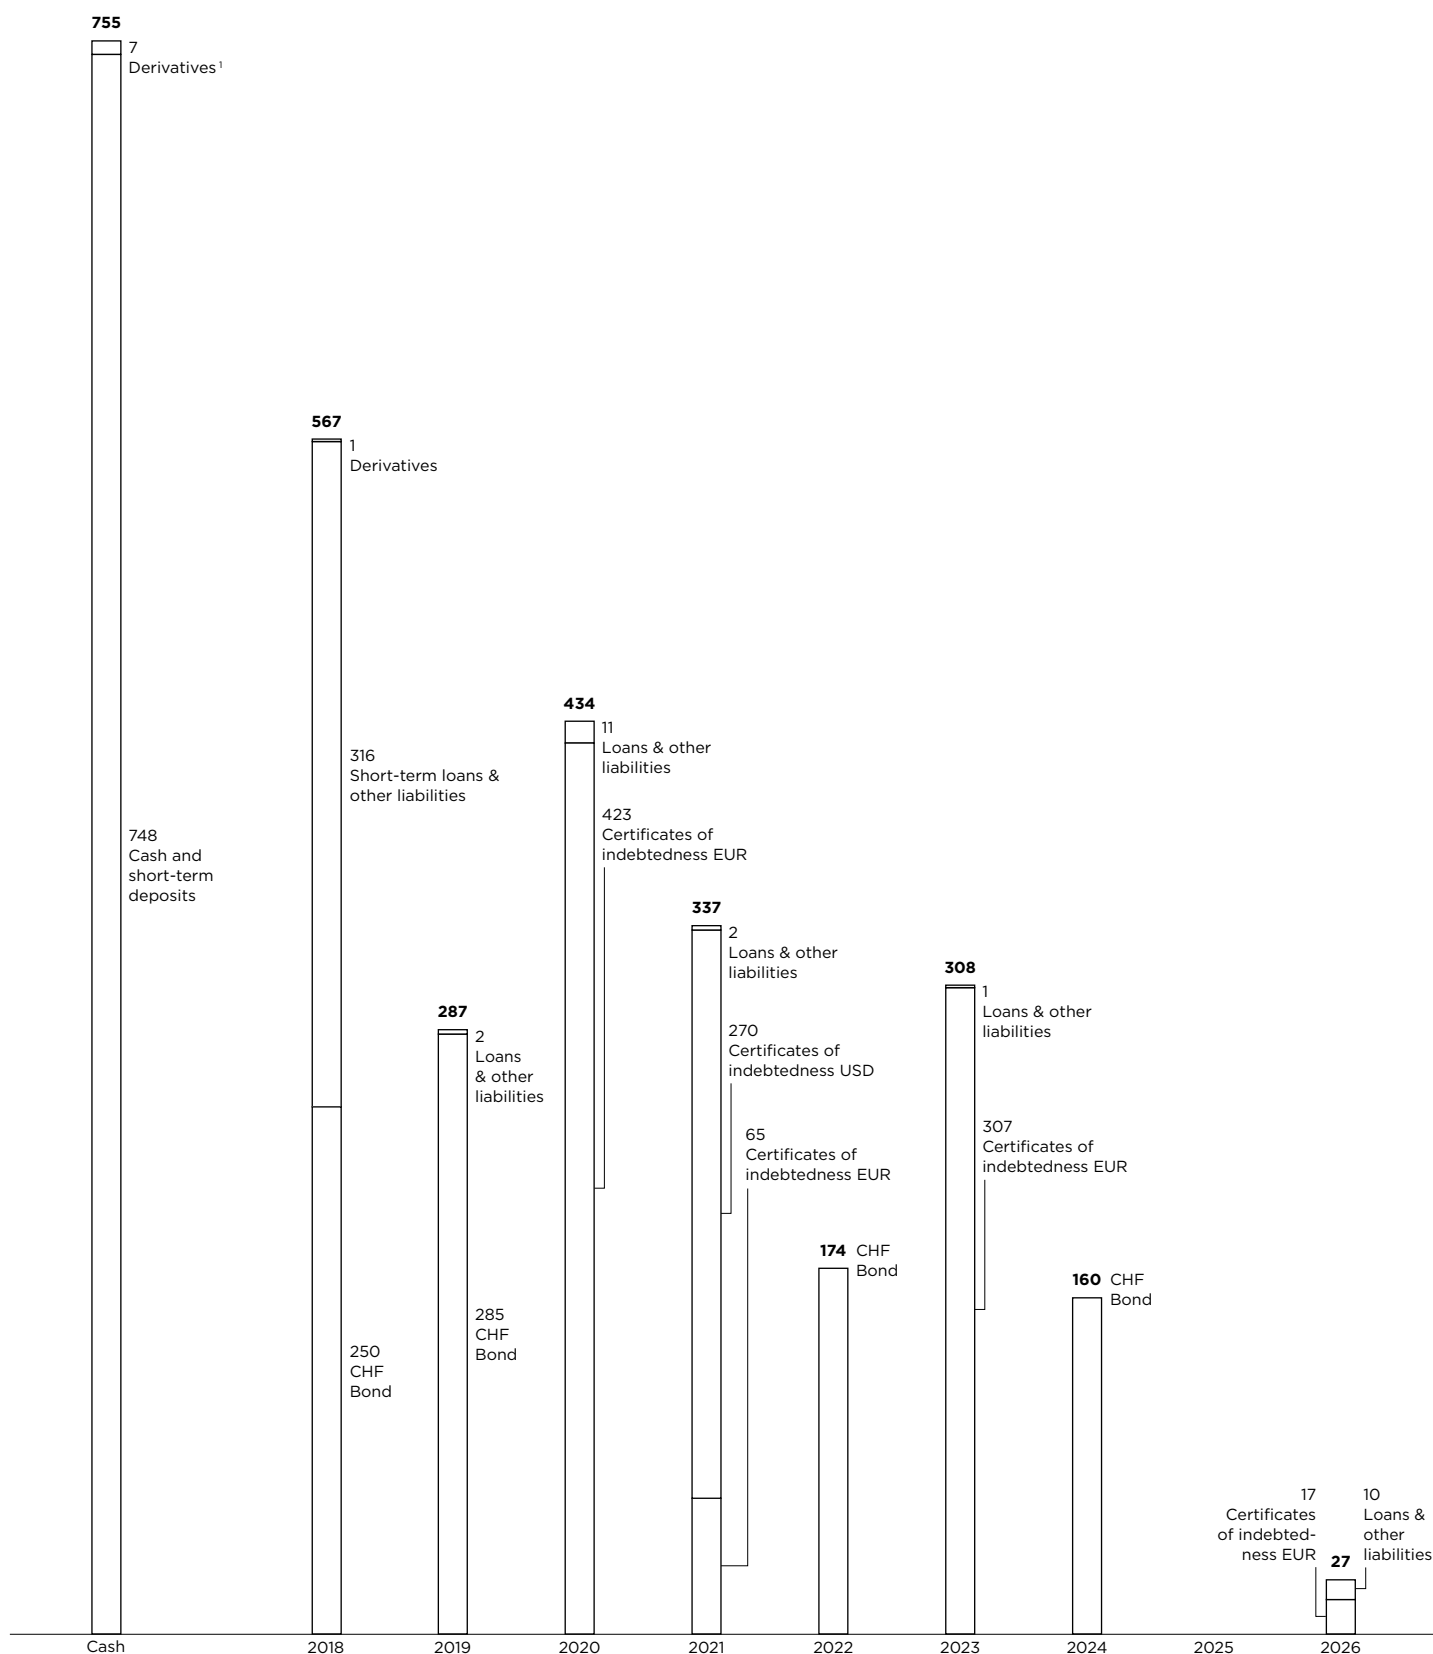 755
7
Derivatives¹
748
Cash and
short-term
deposits
567
1
Derivatives
316
Short-term loans &
other liabilities
250
CHF
Bond
287
2
Loans
& other
liabilities
285
CHF
Bond
434
11
Loans & other
liabilities
423
Certificates of
indebtedness EUR
337
2
Loans & other
liabilities
270
Certificates of
indebtedness USD
65
Certificates of
indebtedness EUR
174 CHF
Bond
308
1
Loans & other
liabilities
307
Certificates of
indebtedness EUR
160 CHF
Bond
17
Certificates
of indebted-
ness EUR
27
10
Loans &
other
liabilities
Cash 2018 2019 2020 2021 2022 2023 2024 2025 2026